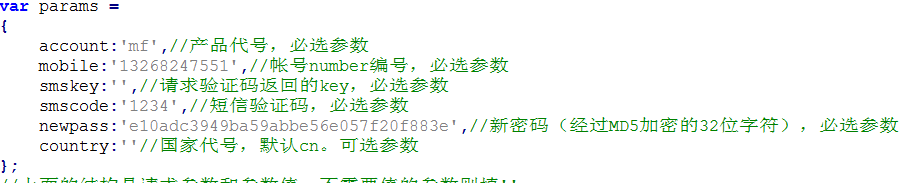 var params =
{
account:'mf',//产品代号，必选参数
mobile:'13268247551',//帐号number编号，必选参数
smskey:'',//请求验证码返回的key，必选参数
smscode:'1234',//短信验证码，必选参数
newpass:'e10adc3949ba59abbe56e057f20f883e',//新密码（经过MD5加密的32位字符），必选参数
country:''//国家代号，默认cn。可选参数
};